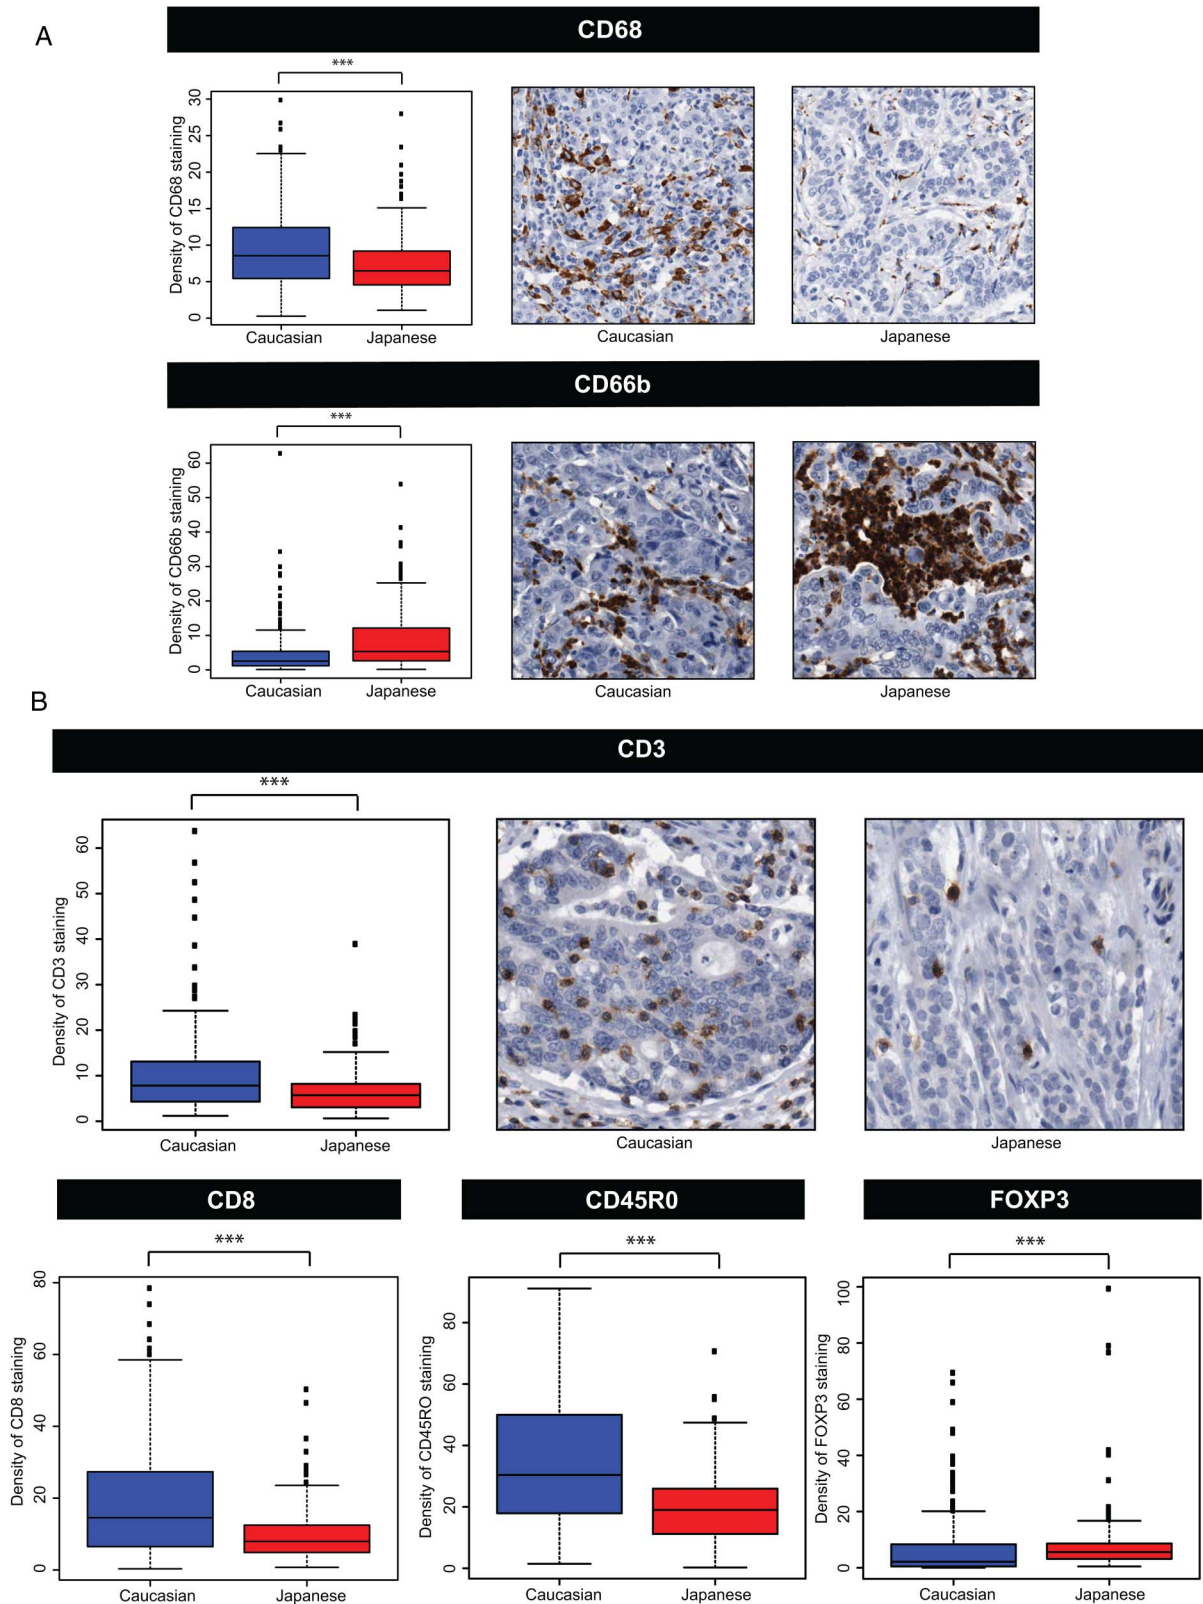 A
CD68
***
Density of CD68 staining
30
25
20
15
10
5
0
Caucasian
Japanese
Caucasian
Japanese
CD66b
***
Density of CD66b staining
60
50
40
30
20
10
0
Caucasian
Japanese
Caucasian
Japanese
B
CD3
***
Density of CD3 staining
60
50
40
30
20
10
0
Caucasian
Japanese
Caucasian
Japanese
CD8
***
Density of CD8 staining
80
60
40
20
0
Caucasian
Japanese
CD45R0
***
Density of CD45RO staining
80
60
40
20
0
Caucasian
Japanese
FOXP3
***
Density of FOXP3 staining
100
80
60
40
20
0
Caucasian
Japanese